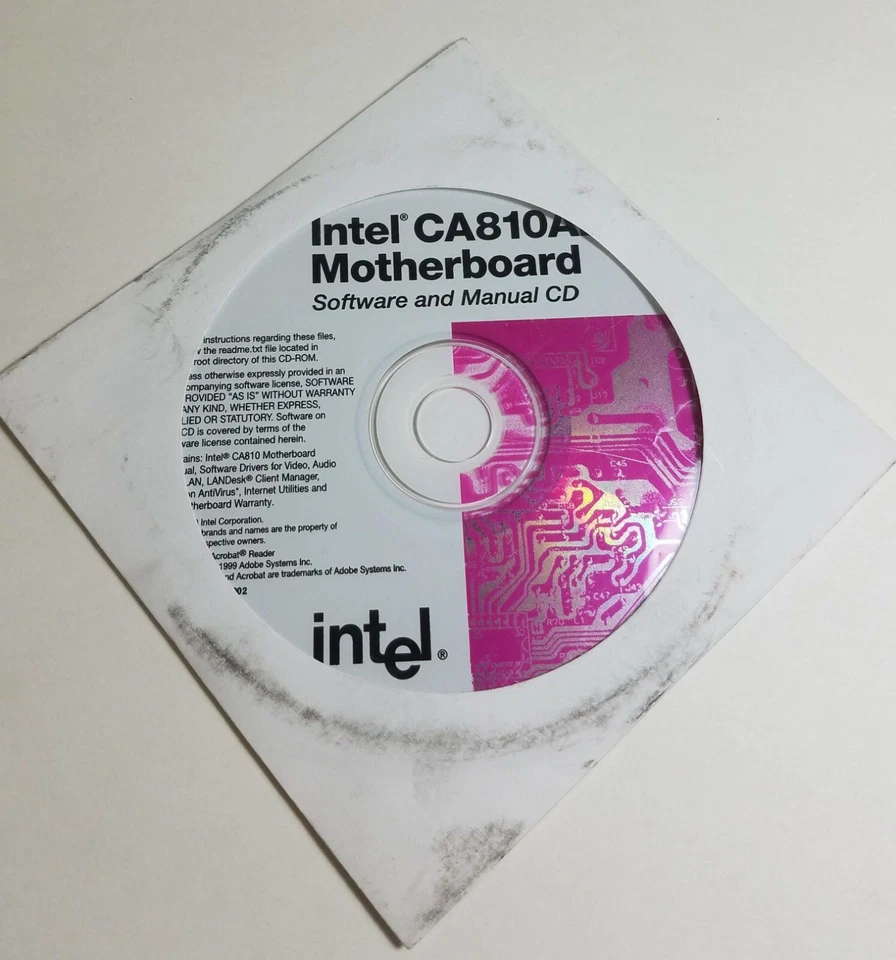 Intel® CA810A
Motherboard
Software and Manual CD
instructions regarding these files,
the readme.txt file located in
root directory of this CD-ROM.
ess otherwise expressly provided in an
ompanying software license, SOFTWARE
ROVIDED "AS IS" WITHOUT WARRANTY
ANY KIND, WHETHER EXPRESS,
LIED OR STATUTORY. Software on
CD is covered by terms of the
ware license contained herein.
ains: Intel® CA810 Motherboard
ual, Software Drivers for Video, Audio
LAN, LANDesk® Client Manager,
n AntiVirus*, Internet Utilities and
therboard Warranty.
Intel Corporation.
brands and names are the property of
spective owners.
Acrobat® Reader
1999 Adobe Systems Inc.
nd Acrobat are trademarks of Adobe Systems Inc.
02
intel®
J19
C45
C47
J43